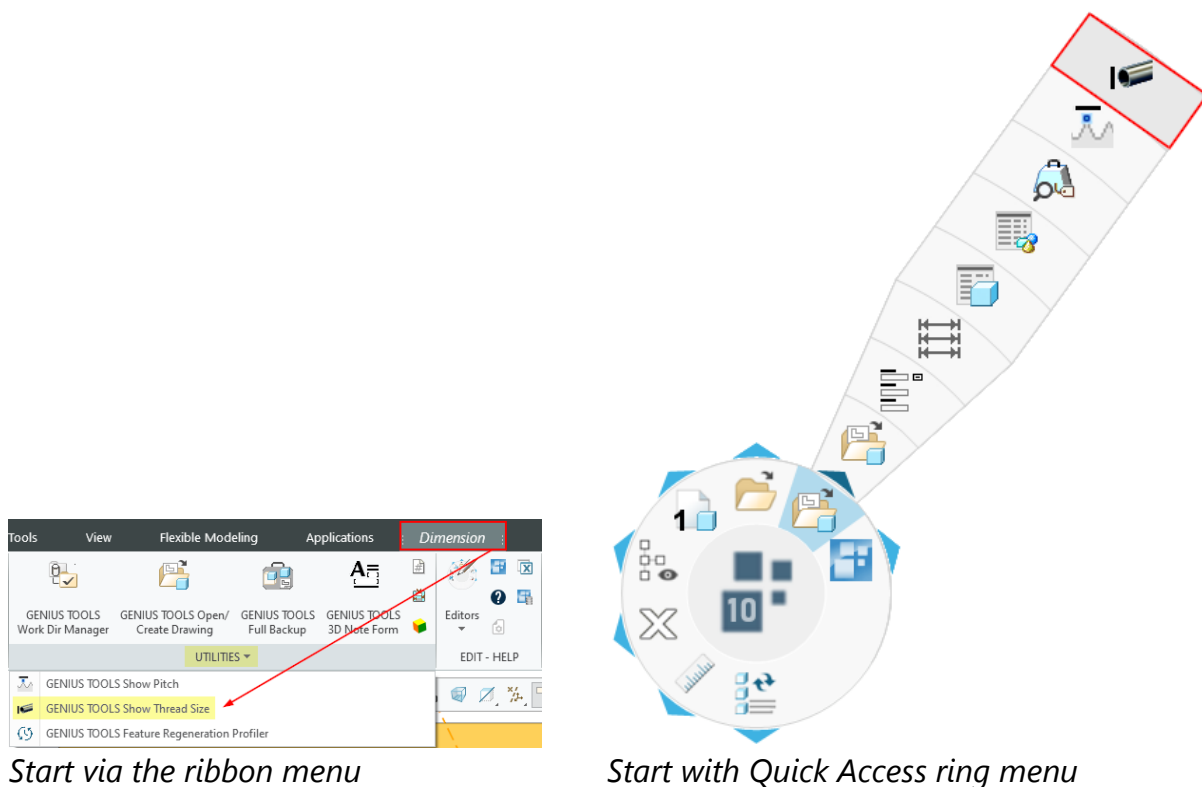 Tools View Flexible Modeling Applications Dimension
GENIUS TOOLS
Work Dir Manager
GENIUS TOOLS Open/
Create Drawing
GENIUS TOOLS
Full Backup
A
GENIUS TOOLS
3D Note Form
Editors
UTILITIES
EDIT - HELP
GENIUS TOOLS Show Pitch
GENIUS TOOLS Show Thread Size
GENIUS TOOLS Feature Regeneration Profiler
1
10
Start via the ribbon menu
Start with Quick Access ring menu